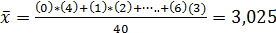 x̄ = ((0)*(4)+(1)*(2)+⋯..+(6)(3))/40 = 3,025